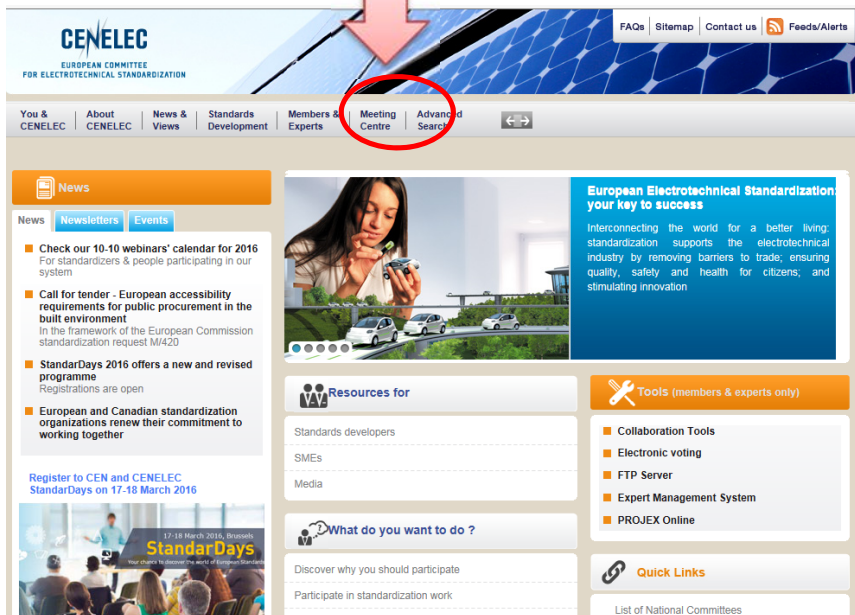 CENELEC
EUROPEAN COMMITTEE
FOR ELECTROTECHNICAL STANDARDIZATION
FAQs
Sitemap
Contact us
Feeds/Alerts
You &
CENELEC
About
CENELEC
News &
Views
Standards
Development
Members &
Experts
Meeting
Centre
Advanced
Search
News
News
Newsletters
Events
Check our 10-10 webinars' calendar for 2016
For standardizers & people participating in our
system
Call for tender - European accessibility
requirements for public procurement in the
built environment
In the framework of the European Commission
standardization request M/420
StandarDays 2016 offers a new and revised
programme
Registrations are open
European and Canadian standardization
organizations renew their commitment to
working together
Register to CEN and CENELEC
StandarDays on 17-18 March 2016
17-18 March 2016, Brussels
StandarDays
Your chance to discover the world of European Standards
European Electrotechnical Standardization:
your key to success
Interconnecting the world for a better living:
standardization supports the electrotechnical
industry by removing barriers to trade; ensuring
quality, safety and health for citizens; and
stimulating innovation
Resources for
Standards developers
SMEs
Media
What do you want to do ?
Discover why you should participate
Participate in standardization work
Tools (members & experts only)
Collaboration Tools
Electronic voting
FTP Server
Expert Management System
PROJEX Online
Quick Links
List of National Committees